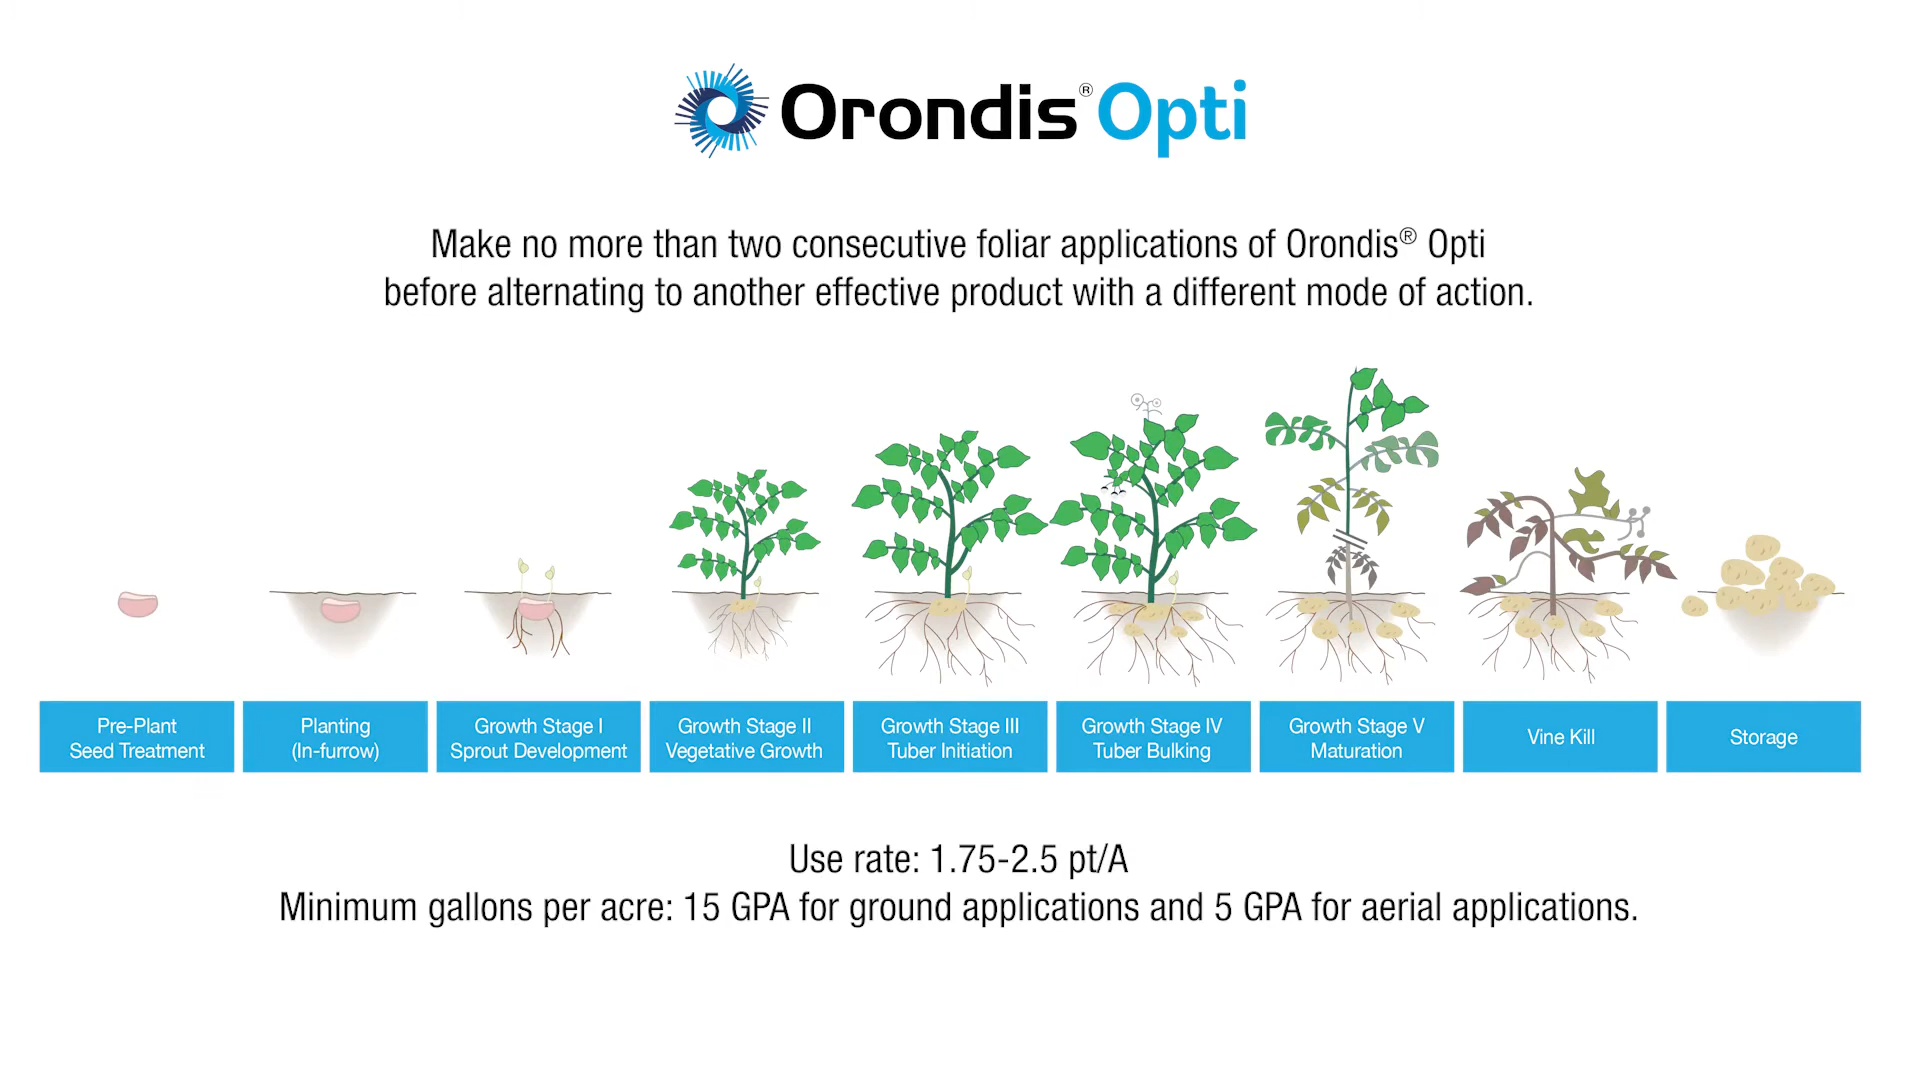 Orondis® Opti
Make no more than two consecutive foliar applications of Orondis® Opti
before alternating to another effective product with a different mode of action.
Pre-Plant
Seed Treatment
Planting
(In-furrow)
Growth Stage I
Sprout Development
Growth Stage II
Vegetative Growth
Growth Stage III
Tuber Initiation
Growth Stage IV
Tuber Bulking
Growth Stage V
Maturation
Vine Kill
Storage
Use rate: 1.75-2.5 pt/A
Minimum gallons per acre: 15 GPA for ground applications and 5 GPA for aerial applications.